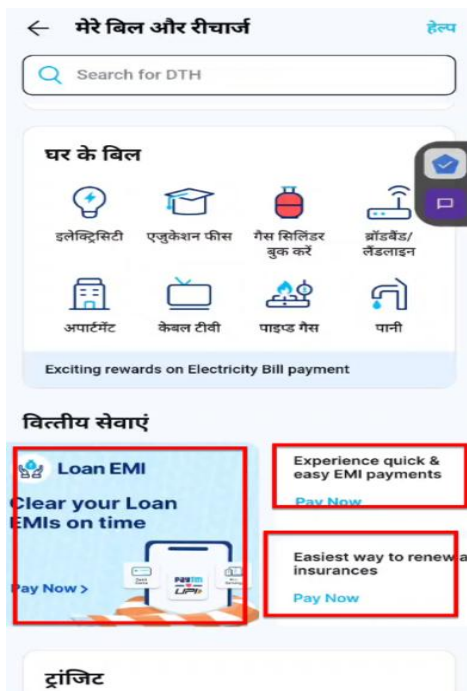 मेरे बिल और रीचार्ज
हेल्प
Search for DTH
घर के बिल
इलेक्ट्रिसिटी
एजुकेशन फीस
गैस सिलिंडर
बुक करें
ब्रॉडबैंड/
लैंडलाइन
अपार्टमेंट
केबल टीवी
पाइप्ड गैस
पानी
Exciting rewards on Electricity Bill payment
वित्तीय सेवाएं
Loan EMI
Clear your Loan
EMIs on time
Paytm
UPI
Pay Now >
Experience quick &
easy EMI payments
Pay Now
Easiest way to renew a
insurances
Pay Now
ट्रांजिट